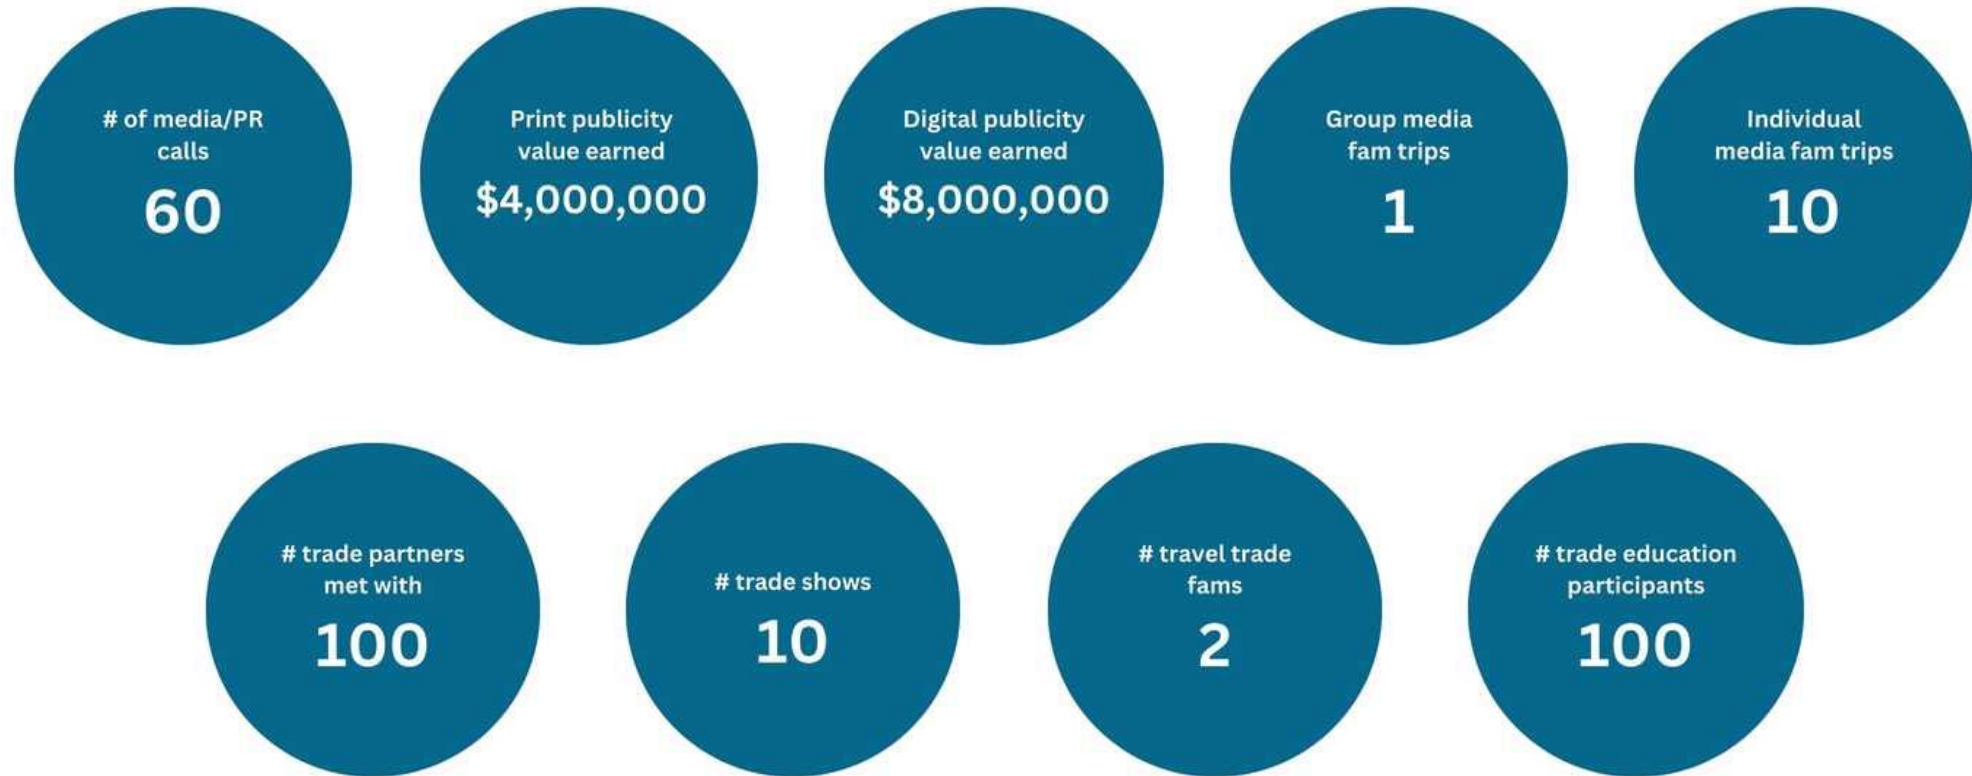 # of media/PR
calls
60
Print publicity
value earned
$4,000,000
Digital publicity
value earned
$8,000,000
Group media
fam trips
1
Individual
media fam trips
10
# trade partners
met with
100
# trade shows
10
# travel trade
fams
2
# trade education
participants
100